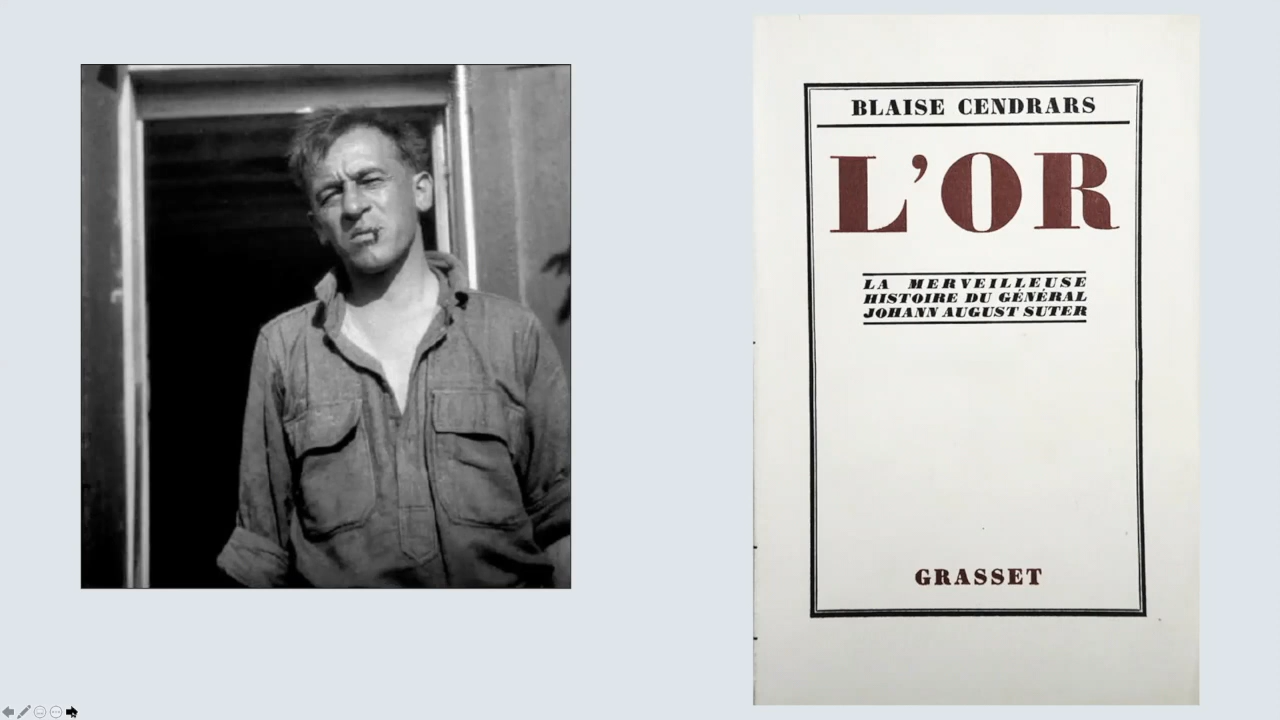 BLAISE CENDRARS
L'OR
LA MERVEILLEUSE
HISTOIRE DU GÉNÉRAL
JOHANN AUGUST SUTER
GRASSET